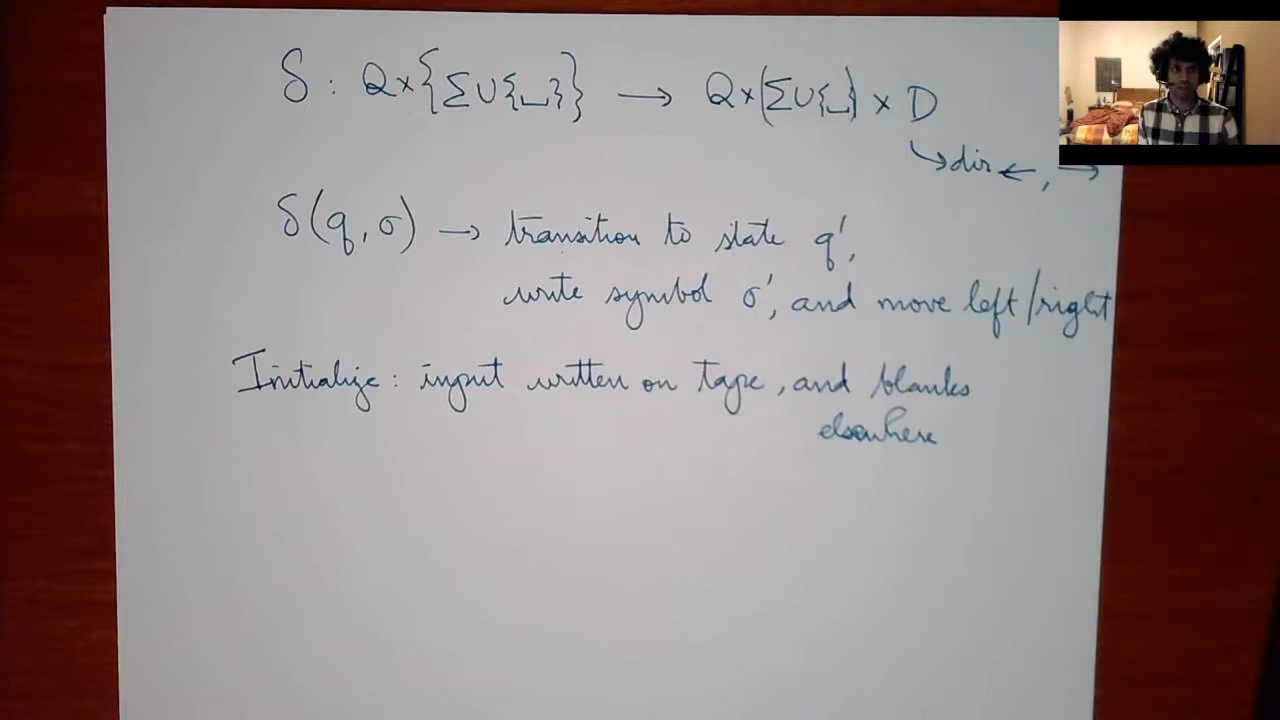 δ : Q×{Σ∪{␣}} → Q×(Σ∪{␣) × D
↳dir ←, →
δ(q,σ) → transition to state q',
write symbol σ', and move left/right
Initialize: input written on tape, and blanks
elsewhere